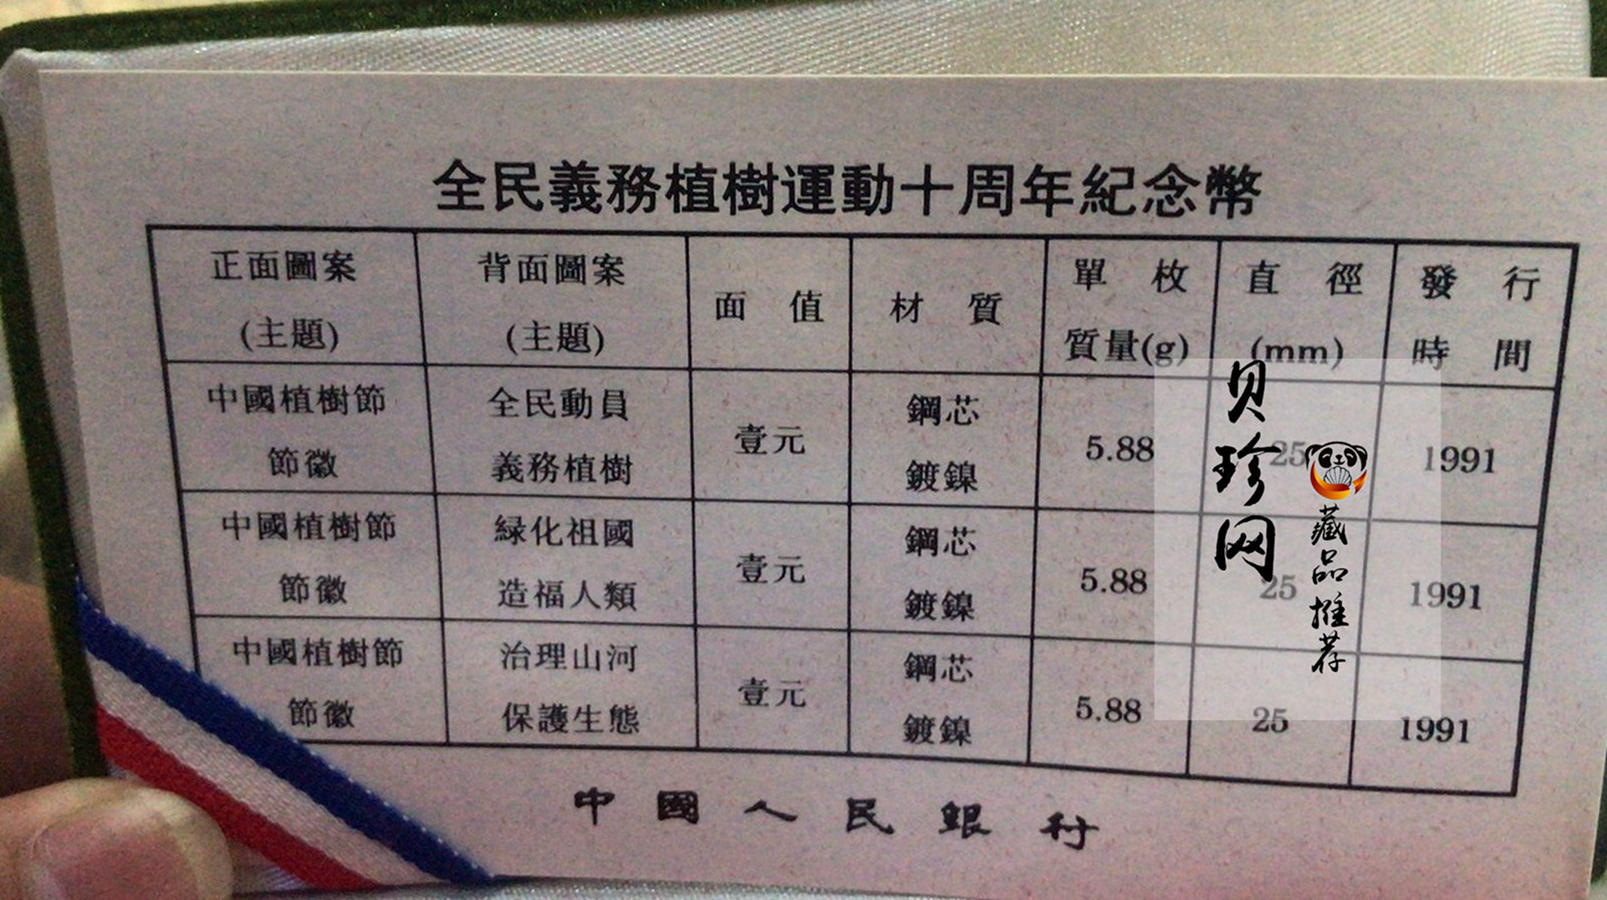 全民義務植樹運動十周年紀念幣
正面圖案 背面圖案 面值 材質 單枚 直徑 發行
(主題) (主題) 質量(g) (mm) 時間
中國植樹節 全民動員 壹元 鋼芯 5.88 25 1991
節徽 義務植樹 鍍鎳
中國植樹節 緑化祖國 壹元 鋼芯 5.88 25 1991
節徽 造福人類 鍍鎳
中國植樹節 治理山河 壹元 鋼芯 5.88 25 1991
節徽 保護生態 鍍鎳
中國人民銀行
贝珍网
藏品推荐